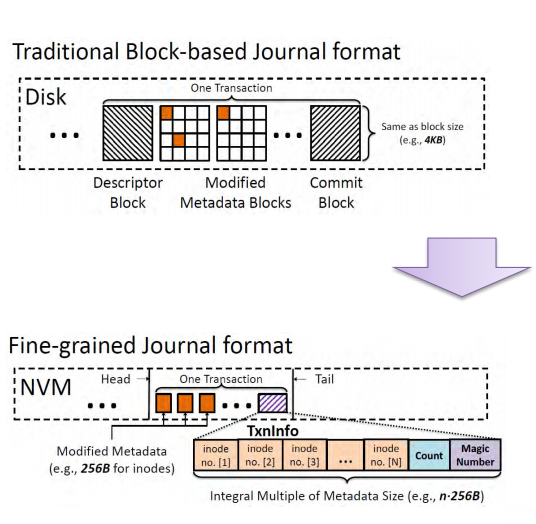 Traditional Block-based Journal format
One Transaction
Disk
...
...
Same as block size
(e.g., 4KB)
Descriptor
Block
Modified
Metadata Blocks
Commit
Block
Fine-grained Journal format
NVM
Head
One Transaction
Tail
...
...
TxnInfo
Modified Metadata
(e.g., 256B for inodes)
inode
no. [1]
inode
no. [2]
inode
no. [3]
...
inode
no. [N]
Count
Magic
Number
Integral Multiple of Metadata Size (e.g., n·256B)